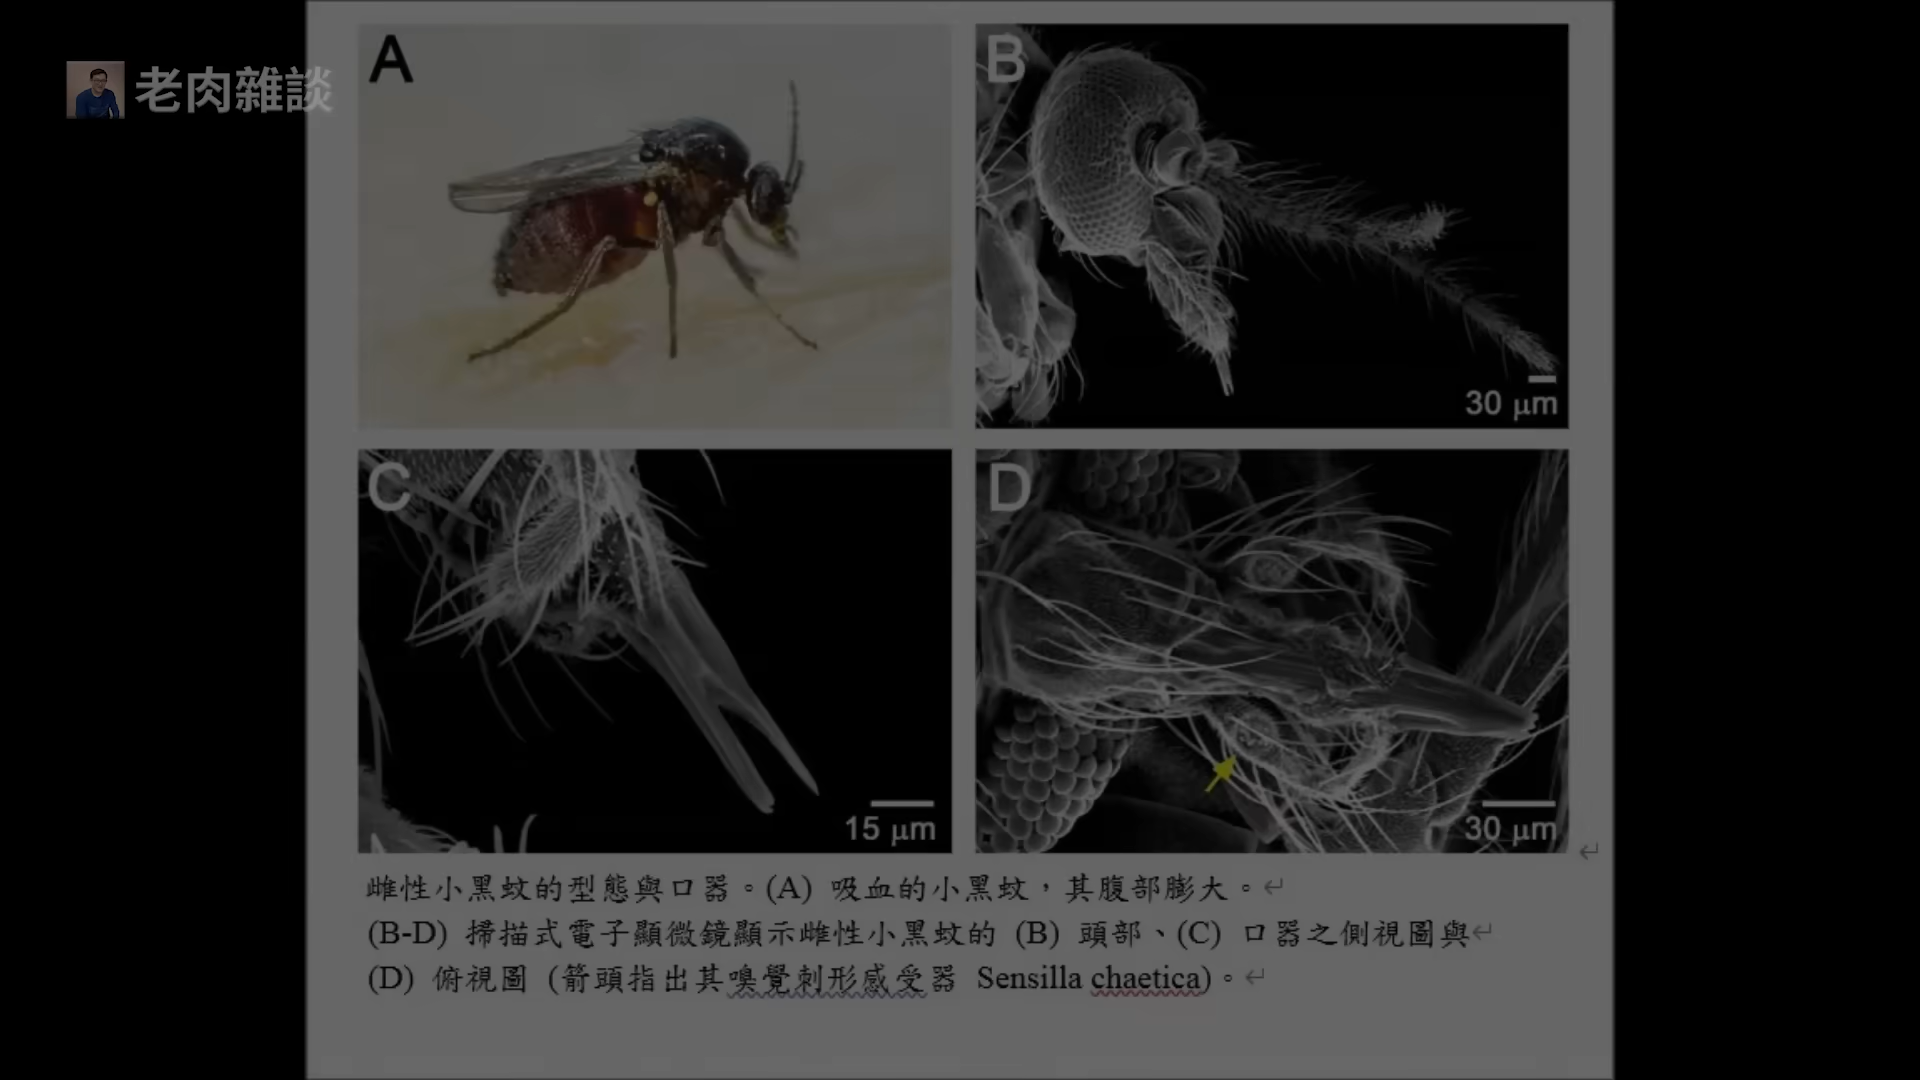 老肉雜談
A
B
30 μm
C
15 μm
D
30 μm
雌性小黑蚊的型態與口器。(A) 吸血的小黑蚊，其腹部膨大。
(B-D) 掃描式電子顯微鏡顯示雌性小黑蚊的 (B) 頭部、(C) 口器之側視圖與
(D) 俯視圖 (箭頭指出其嗅覺刺形感受器 Sensilla chaetica)。